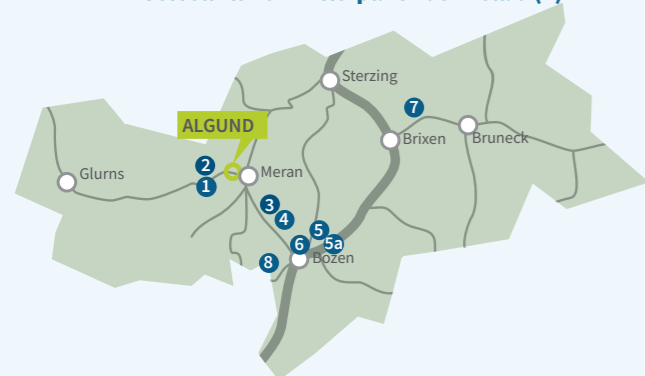 Sterzing
7
ALGUND
Brixen
Bruneck
2
Glurns
1
Meran
3
4
5
6
5a
8
Bozen